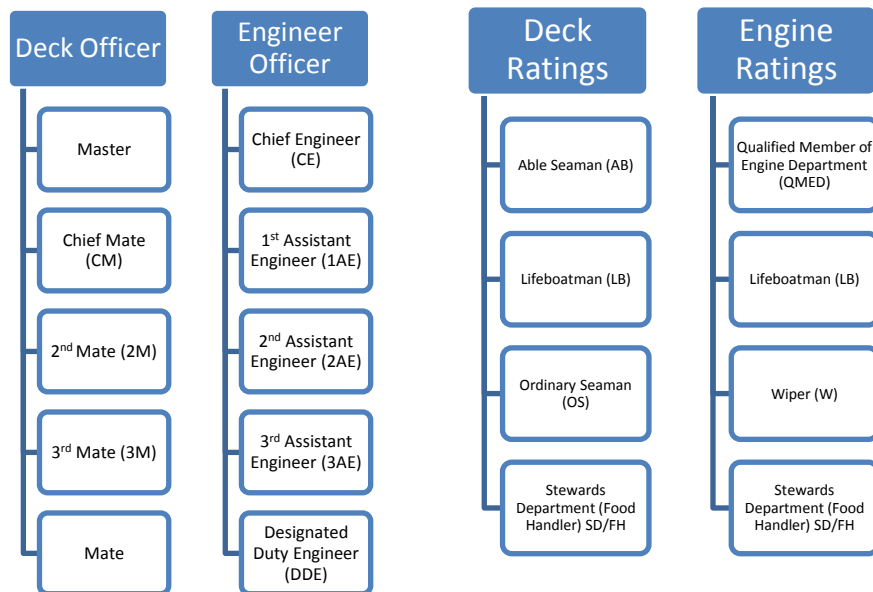 Deck Officer
Master
Chief Mate
(CM)
2nd Mate (2M)
3rd Mate (3M)
Mate
Engineer
Officer
Chief Engineer
(CE)
1st Assistant
Engineer (1AE)
2nd Assistant
Engineer (2AE)
3rd Assistant
Engineer (3AE)
Designated
Duty Engineer
(DDE)
Deck
Ratings
Able Seaman (AB)
Lifeboatman (LB)
Ordinary Seaman
(OS)
Stewards
Department (Food
Handler) SD/FH
Engine
Ratings
Qualified Member of
Engine Department
(QMED)
Lifeboatman (LB)
Wiper (W)
Stewards
Department (Food
Handler) SD/FH